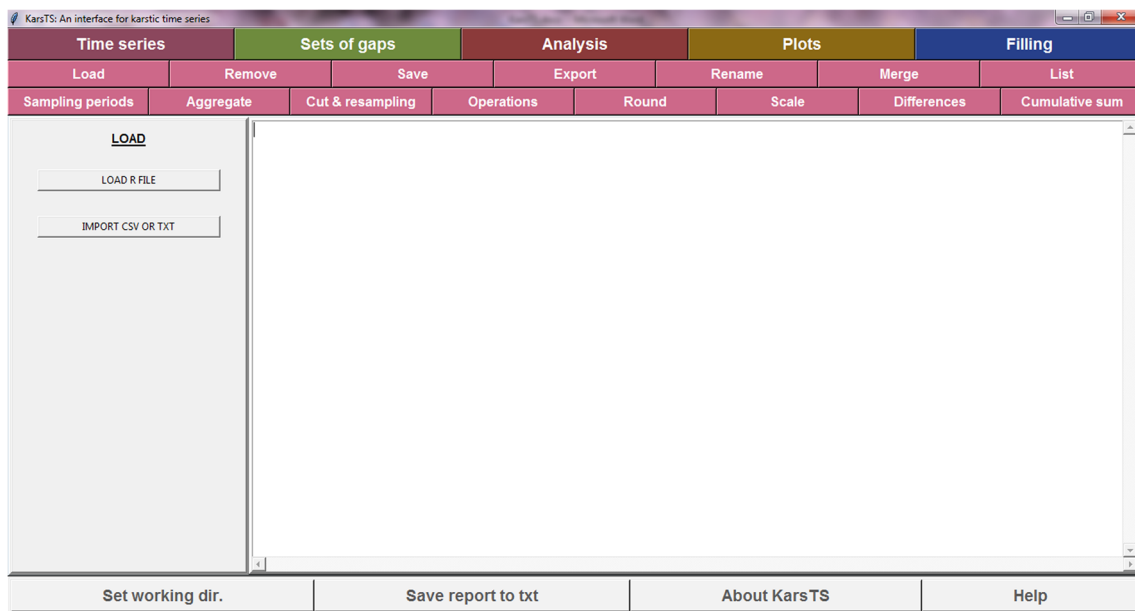 KarsTS: An interface for karstic time series
Time series Sets of gaps Analysis Plots Filling
Load Remove Save Export Rename Merge List
Sampling periods Aggregate Cut & resampling Operations Round Scale Differences Cumulative sum
LOAD
LOAD R FILE
IMPORT CSV OR TXT
Set working dir. Save report to txt About KarsTS Help